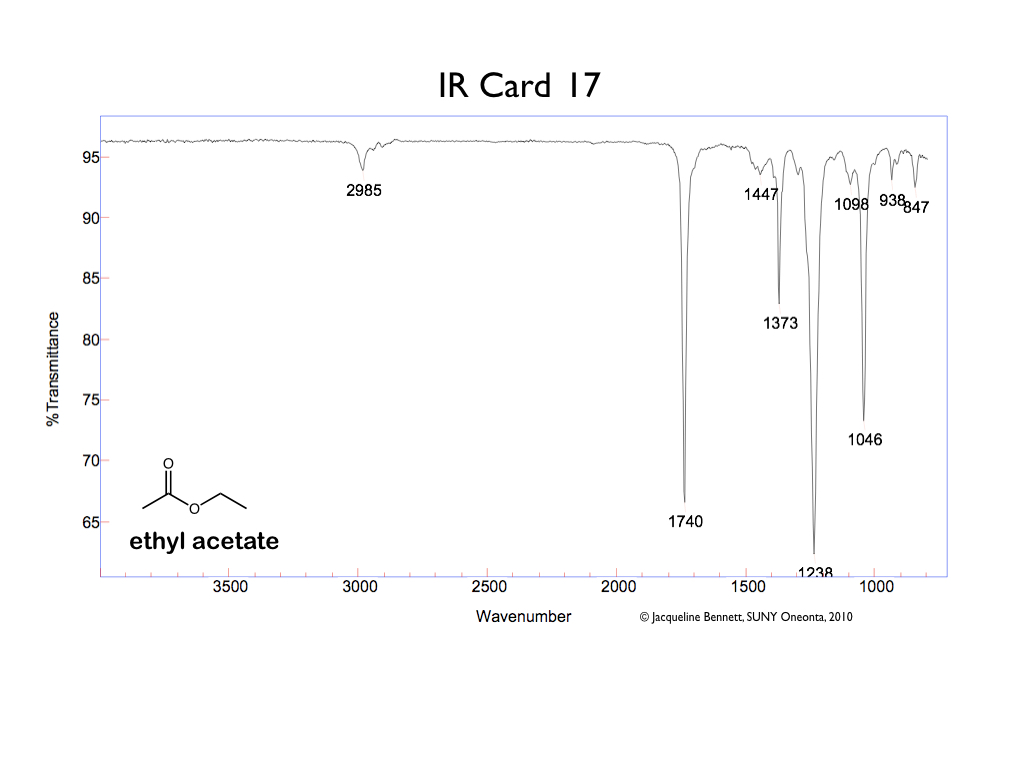 IR Card 17
95
90
85
80
75
70
65
%Transmittance
2985
1740
1447
1373
1238
1098
1046
938
847
O
O
ethyl acetate
3500 3000 2500 2000 1500 1000
Wavenumber
© Jacqueline Bennett, SUNY Oneonta, 2010